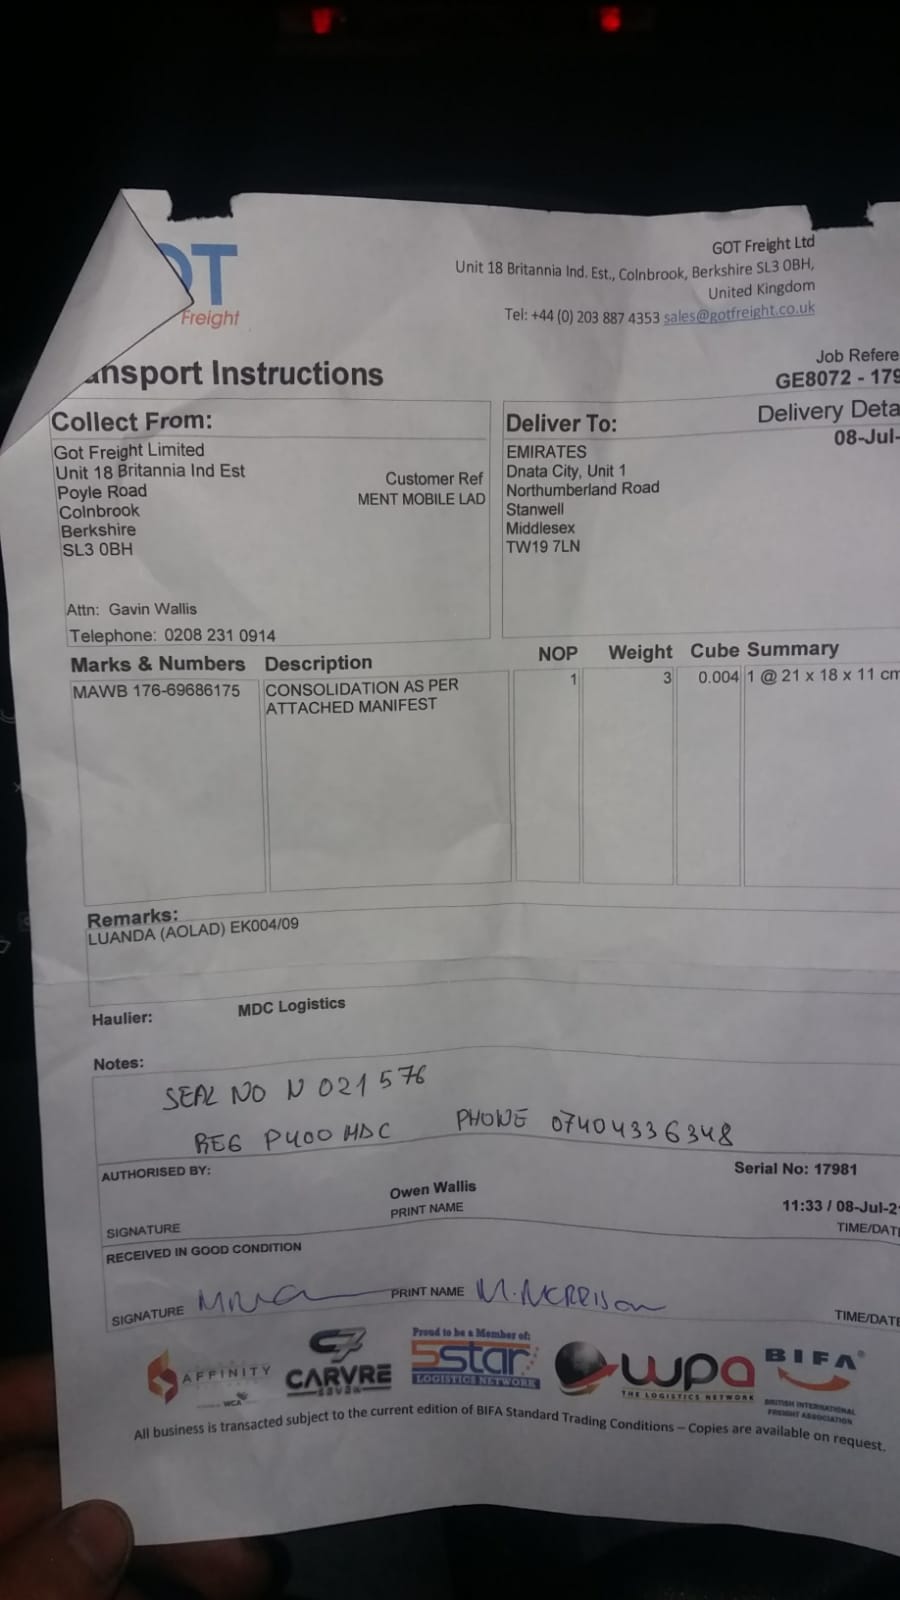 OT
Freight
GOT Freight Ltd
Unit 18 Britannia Ind. Est., Colnbrook, Berkshire SL3 0BH,
United Kingdom
Tel: +44 (0) 203 887 4353 sales@gotfreight.co.uk
ansport Instructions
Job Refere
GE8072 - 179
Collect From:
Got Freight Limited
Unit 18 Britannia Ind Est
Poyle Road
Colnbrook
Berkshire
SL3 0BH
Customer Ref
MENT MOBILE LAD
Attn: Gavin Wallis
Telephone: 0208 231 0914
Deliver To:
EMIRATES
Dnata City, Unit 1
Northumberland Road
Stanwell
Middlesex
TW19 7LN
Delivery Deta
08-Jul-
Marks & Numbers Description NOP Weight Cube Summary
MAWB 176-69686175 CONSOLIDATION AS PER 1 3 0.004 1 @ 21 x 18 x 11 cm
ATTACHED MANIFEST
Remarks:
LUANDA (AOLAD) EK004/09
Haulier: MDC Logistics
Notes:
SEAL NO N 021576
REG P400 MDC PHONE 07404336348
AUTHORISED BY:
Serial No: 17981
Owen Wallis
SIGNATURE PRINT NAME
11:33 / 08-Jul-2
TIME/DATE
RECEIVED IN GOOD CONDITION
SIGNATURE PRINT NAME M. MORRISON
TIME/DATE
AFFINITY
WCA
CARVRE
SEVEN
Proud to be a Member of:
5star
LOGISTICS NETWORK
wpa
THE LOGISTICS NETWORK
BIFA®
BRITISH INTERNATIONAL
FREIGHT ASSOCIATION
All business is transacted subject to the current edition of BIFA Standard Trading Conditions – Copies are available on request.